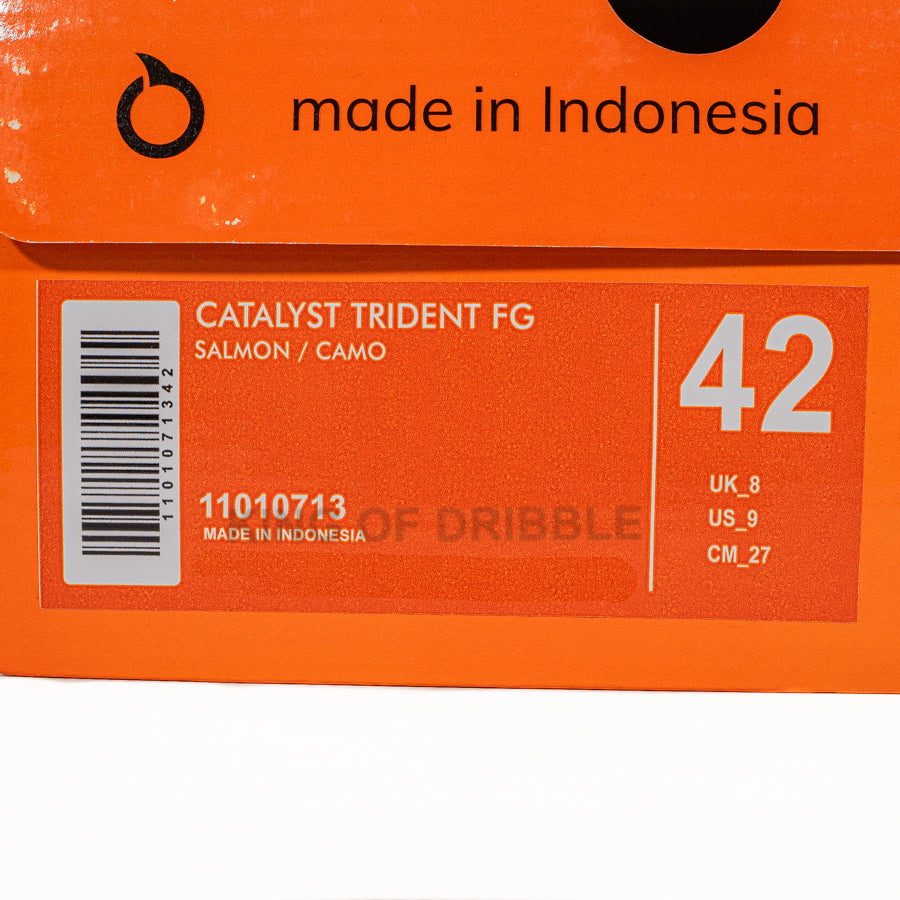 made in Indonesia
CATALYST TRIDENT FG
SALMON / CAMO
11010713
MADE IN INDONESIA
OF DRIBBLE
1101071342
42
UK_8
US_9
CM_27